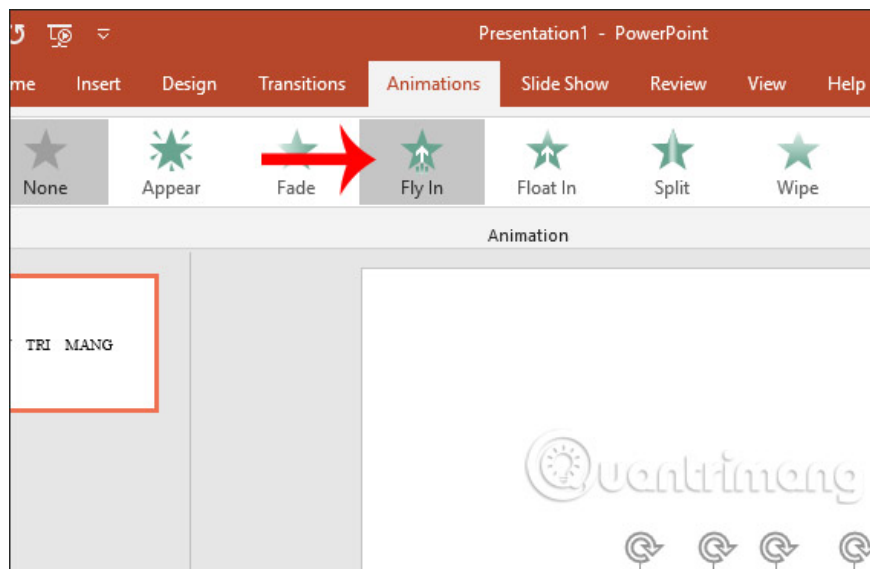 Presentation1 - PowerPoint
me Insert Design Transitions Animations Slide Show Review View Help
None Appear Fade Fly In Float In Split Wipe
Animation
TRI MANG
Quantrimang